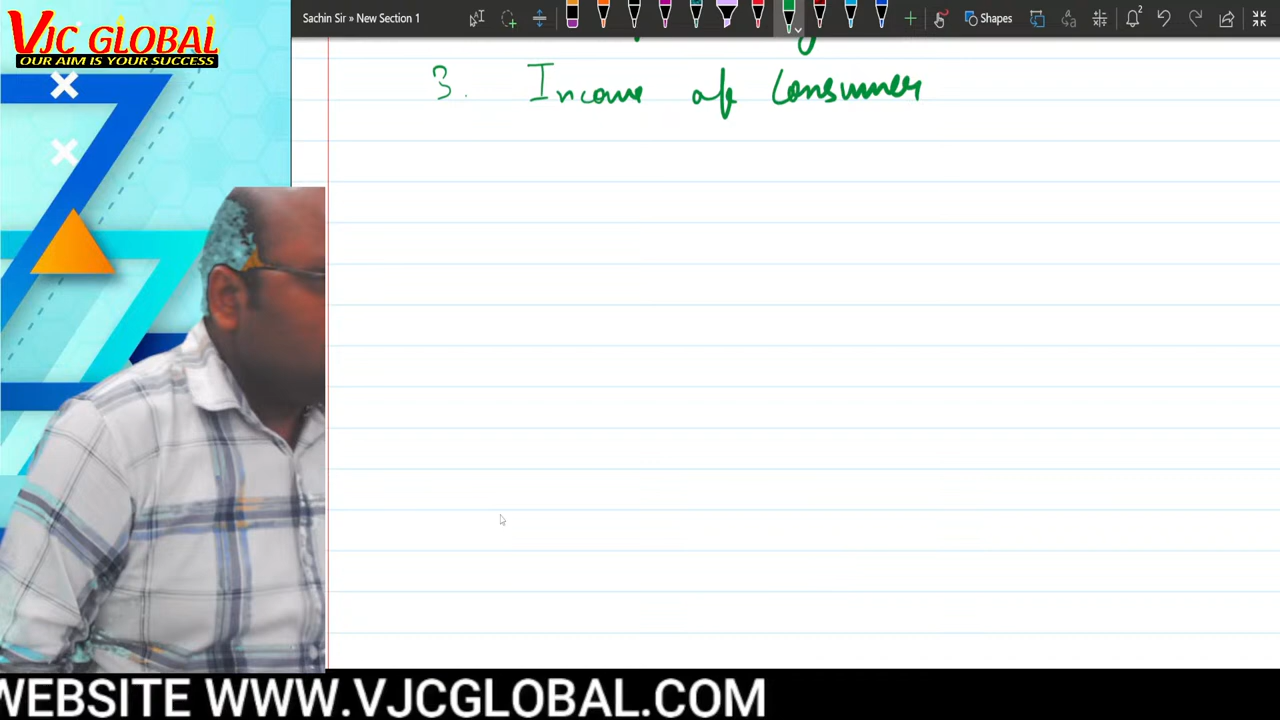 VJC GLOBAL
OUR AIM IS YOUR SUCCESS
Sachin Sir » New Section 1
Shapes
3. Income of Consumer
WEBSITE WWW.VJCGLOBAL.COM